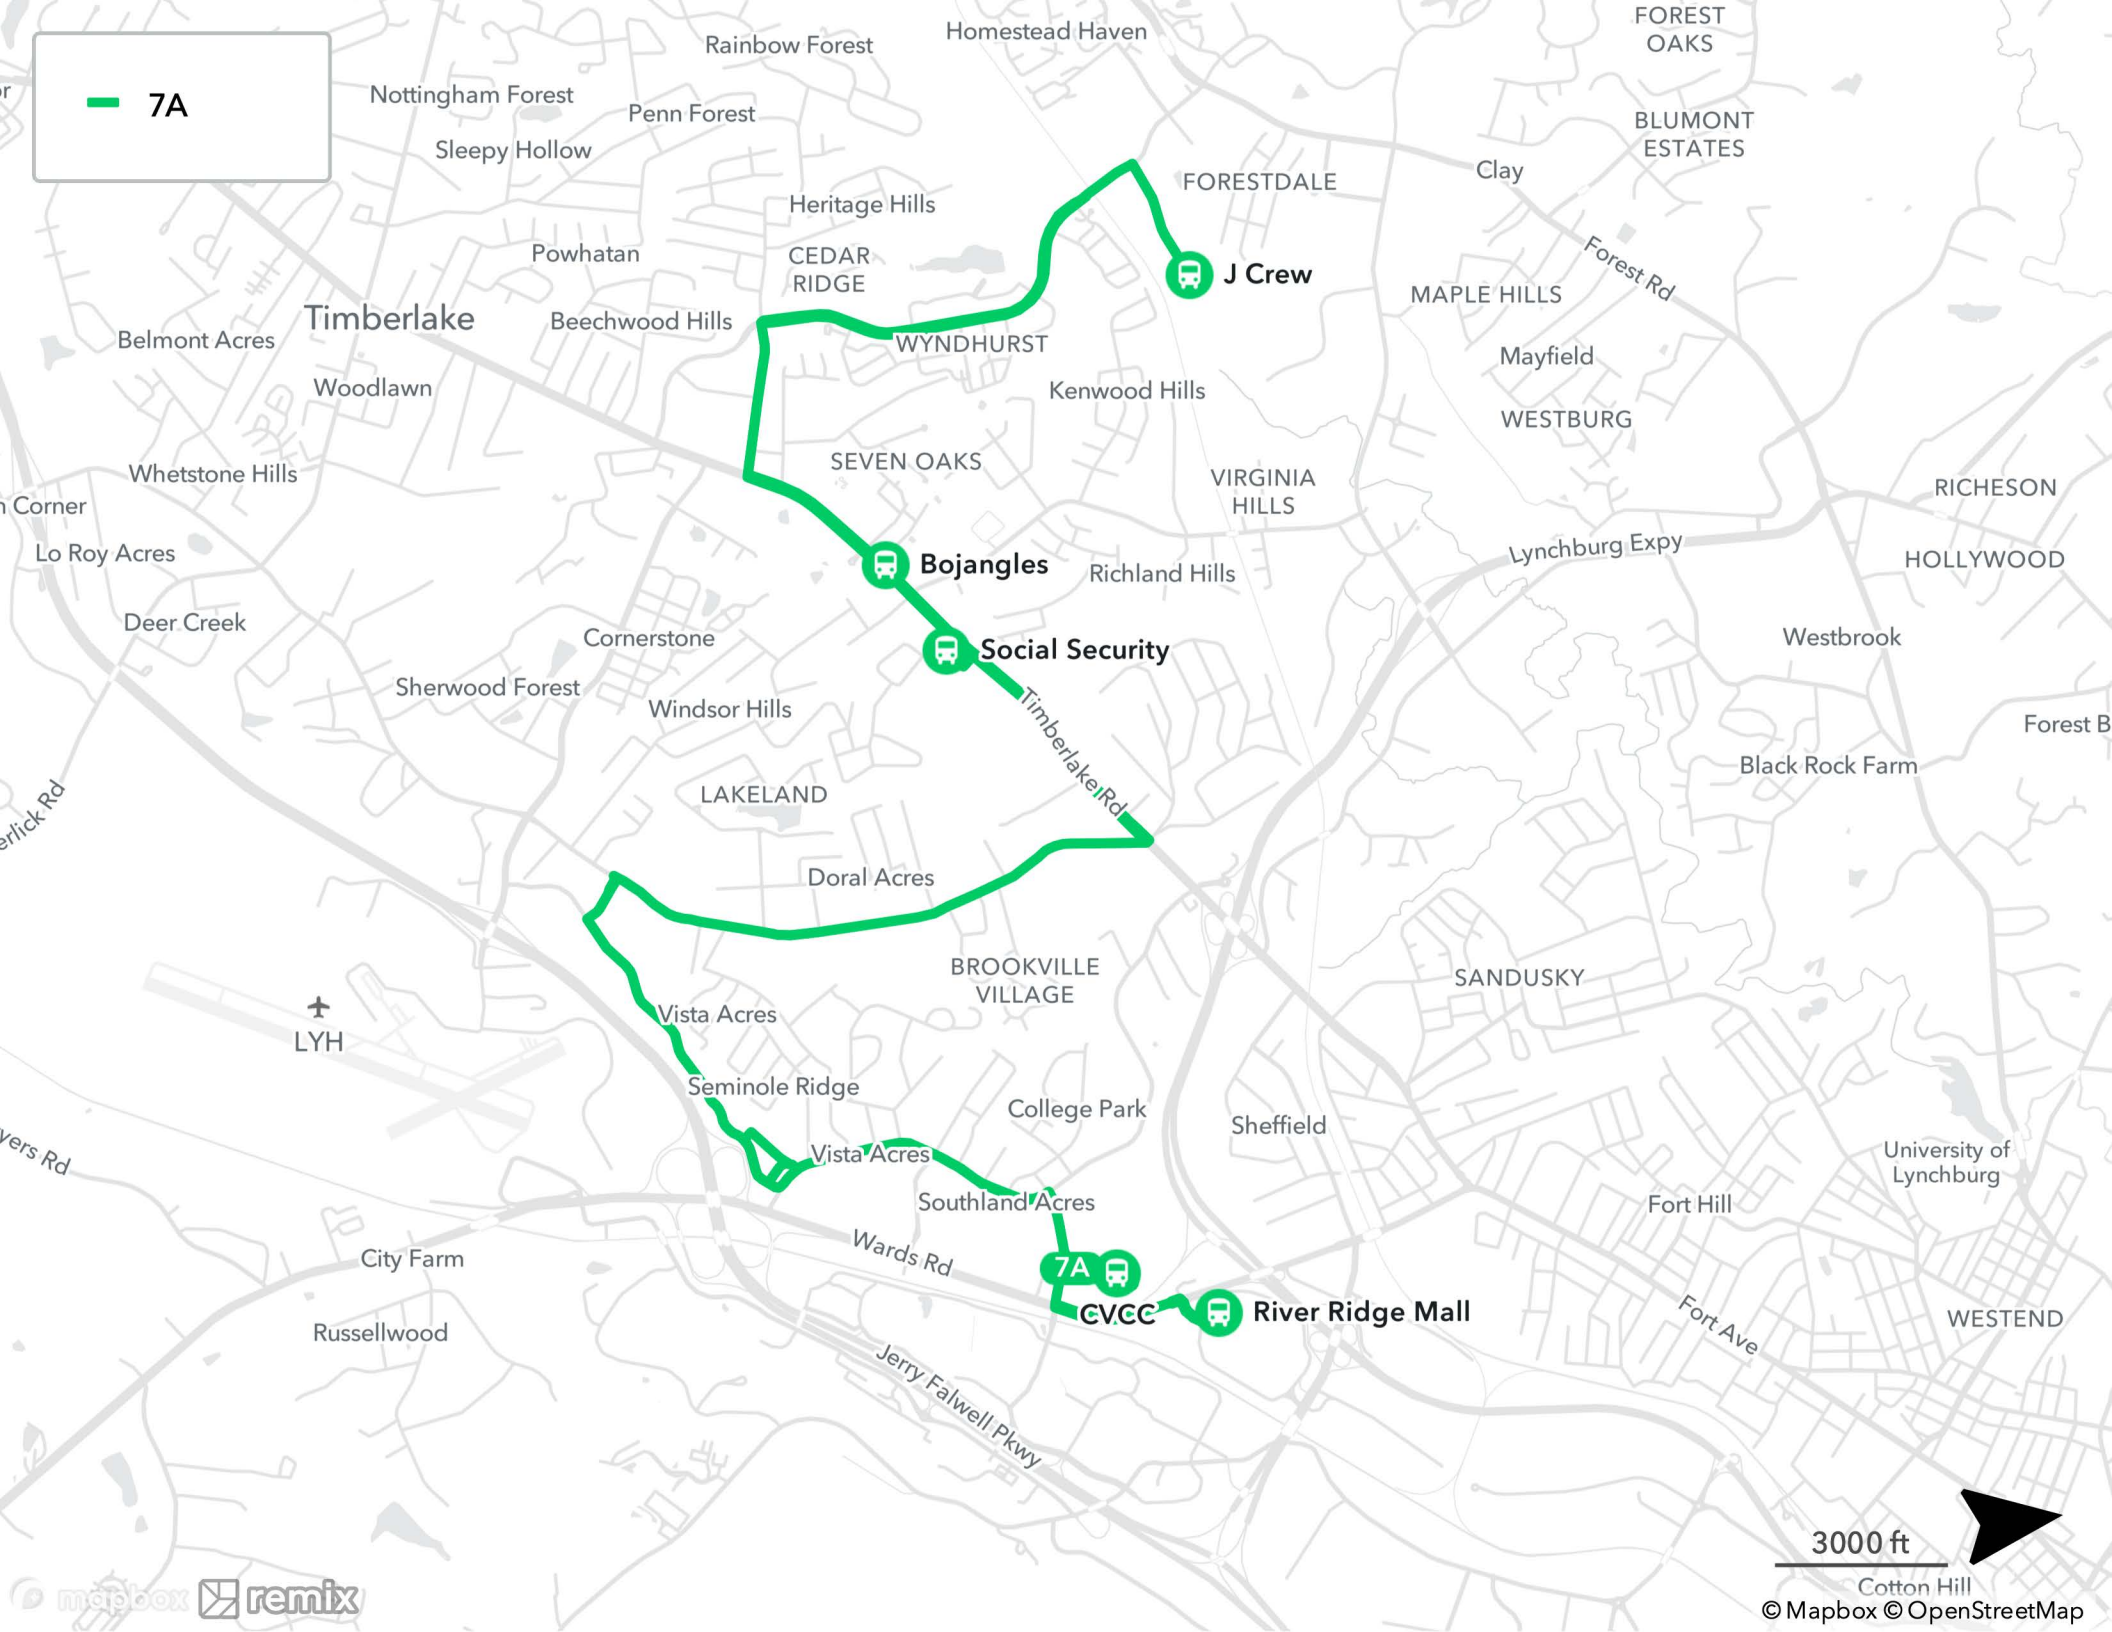 7A
Homestead Haven
Rainbow Forest
FOREST
OAKS
Nottingham Forest
Penn Forest
Sleepy Hollow
BLUMONT
ESTATES
Clay
FORESTDALE
Heritage Hills
Powhatan
CEDAR
RIDGE
J Crew
Forest Rd
MAPLE HILLS
Timberlake
Beechwood Hills
Belmont Acres
WYNDHURST
Mayfield
Woodlawn
Kenwood Hills
WESTBURG
SEVEN OAKS
Whetstone Hills
VIRGINIA
HILLS
RICHESON
Corner
Lo Roy Acres
Bojangles
Richland Hills
Lynchburg Expy
HOLLYWOOD
Deer Creek
Cornerstone
Westbrook
Social Security
Sherwood Forest
Windsor Hills
Timberlake Rd
Forest B
Black Rock Farm
LAKELAND
erlick Rd
Doral Acres
BROOKVILLE
VILLAGE
SANDUSKY
LYH
Vista Acres
Seminole Ridge
College Park
Sheffield
yers Rd
Vista Acres
University of
Lynchburg
Southland Acres
Fort Hill
Wards Rd
City Farm
7A
CVCC
River Ridge Mall
Fort Ave
WESTEND
Russellwood
Jerry Falwell Pkwy
3000 ft
Cotton Hill
mapbox
remix
© Mapbox © OpenStreetMap